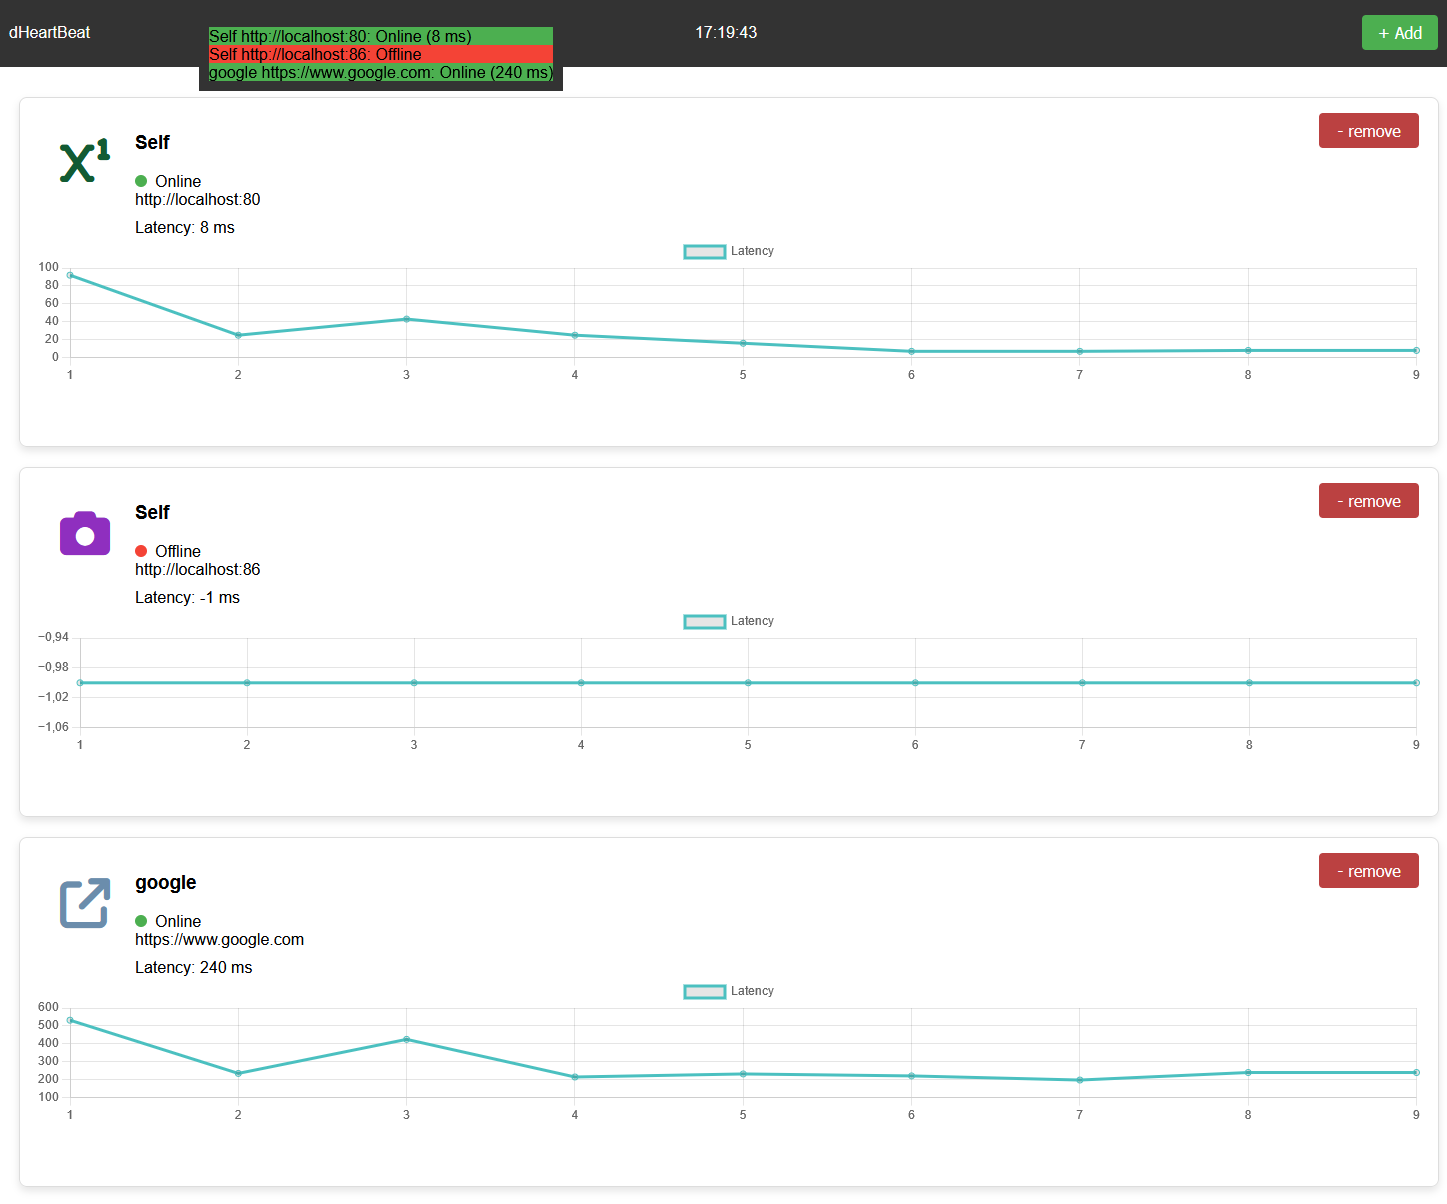 dHeartBeat
Self http://localhost:80: Online (8 ms)
Self http://localhost:86: Offline
google https://www.google.com: Online (240 ms)
17:19:43
+ Add
X1
Self
- remove
Online
http://localhost:80
Latency: 8 ms
Latency
100
80
60
40
20
0
1 2 3 4 5 6 7 8 9
Self
- remove
Offline
http://localhost:86
Latency: -1 ms
Latency
−0,94
−0,98
−1,02
−1,06
1 2 3 4 5 6 7 8 9
google
- remove
Online
https://www.google.com
Latency: 240 ms
Latency
600
500
400
300
200
100
1 2 3 4 5 6 7 8 9